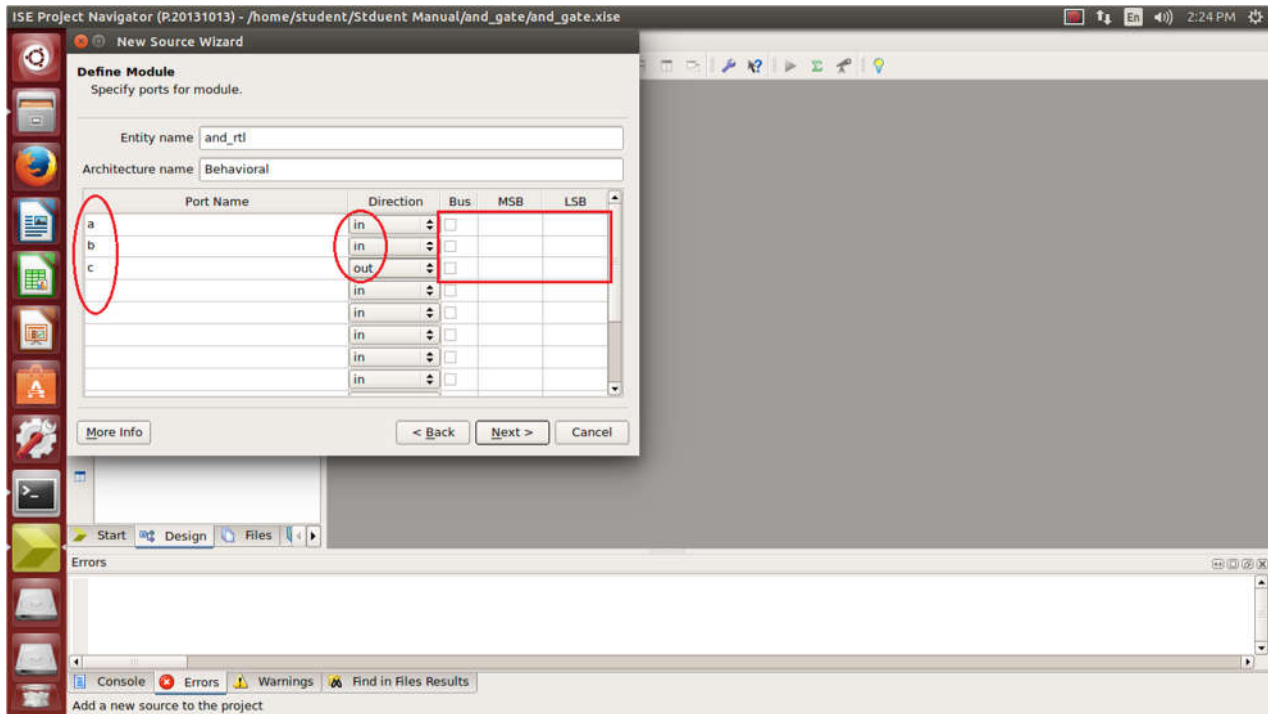 ISE Project Navigator (P.20131013) - /home/student/Stduent Manual/and_gate/and_gate.xise
En 2:24 PM
New Source Wizard
Define Module
Specify ports for module.
Entity name and_rtl
Architecture name Behavioral
Port Name Direction Bus MSB LSB
a in
b in
c out
in
in
in
in
in
More Info < Back Next > Cancel
Start Design Files
Errors
Console Errors Warnings Find in Files Results
Add a new source to the project